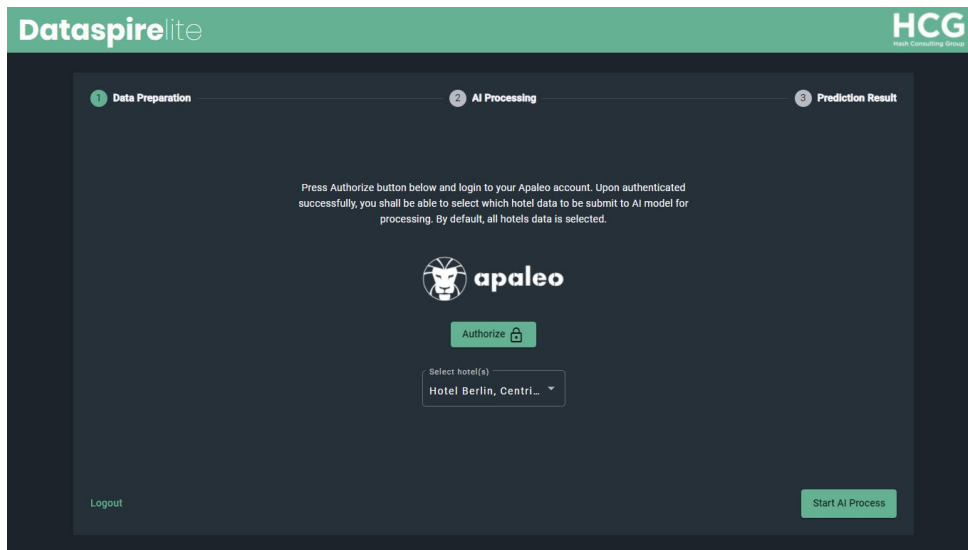 Dataspirelite
HCG
Hash Consulting Group
1 Data Preparation
2 AI Processing
3 Prediction Result
Press Authorize button below and login to your Apaleo account. Upon authenticated
successfully, you shall be able to select which hotel data to be submit to AI model for
processing. By default, all hotels data is selected.
apaleo
Authorize
Select hotel(s)
Hotel Berlin, Centri…
Logout
Start AI Process